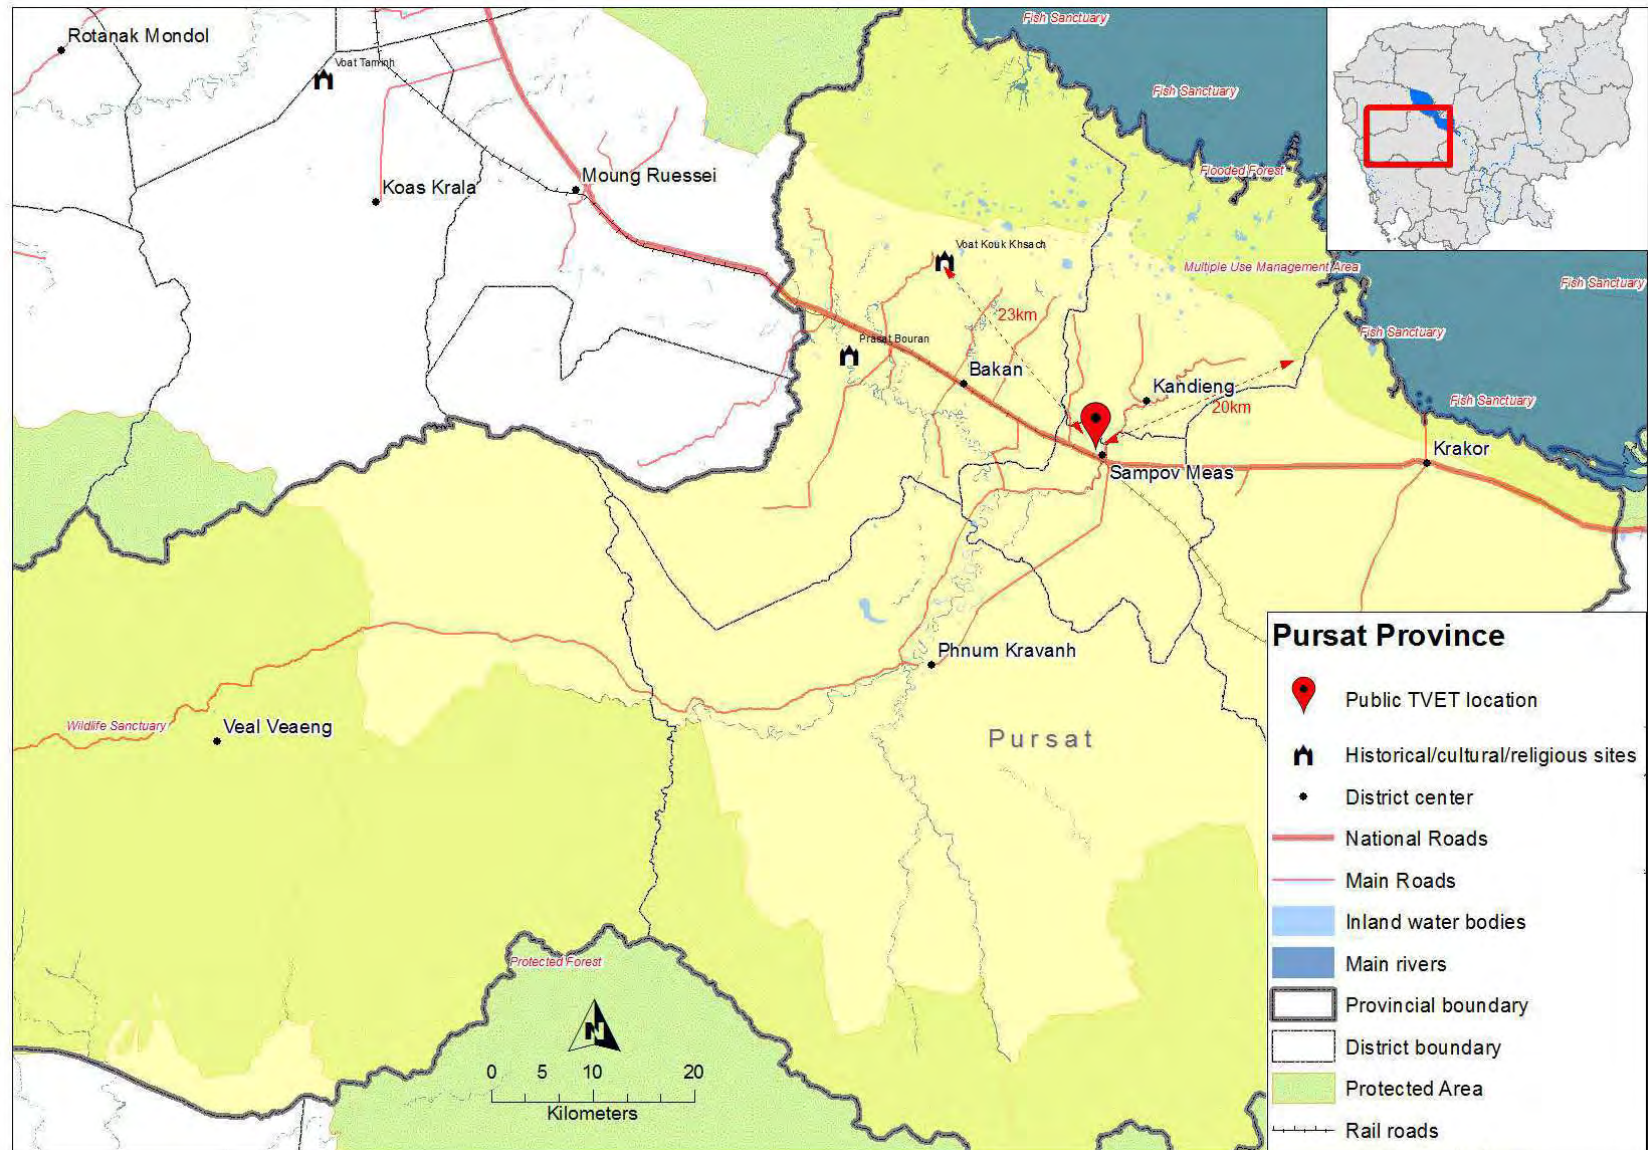 Rotanak Mondol
Voat Taminh
Koas Krala
Moung Ruessei
Fish Sanctuary
Fish Sanctuary
Flooded Forest
Voat Kouk Khsach
Multiple Use Management Area
Fish Sanctuary
23km
Fish Sanctuary
Prasat Bouran
Bakan
Kandieng
20km
Fish Sanctuary
Sampov Meas
Krakor
Phnum Kravanh
Wildlife Sanctuary
Veal Veaeng
Pursat
Protected Forest
N
0 5 10 20
Kilometers
Pursat Province
Public TVET location
Historical/cultural/religious sites
District center
National Roads
Main Roads
Inland water bodies
Main rivers
Provincial boundary
District boundary
Protected Area
Rail roads